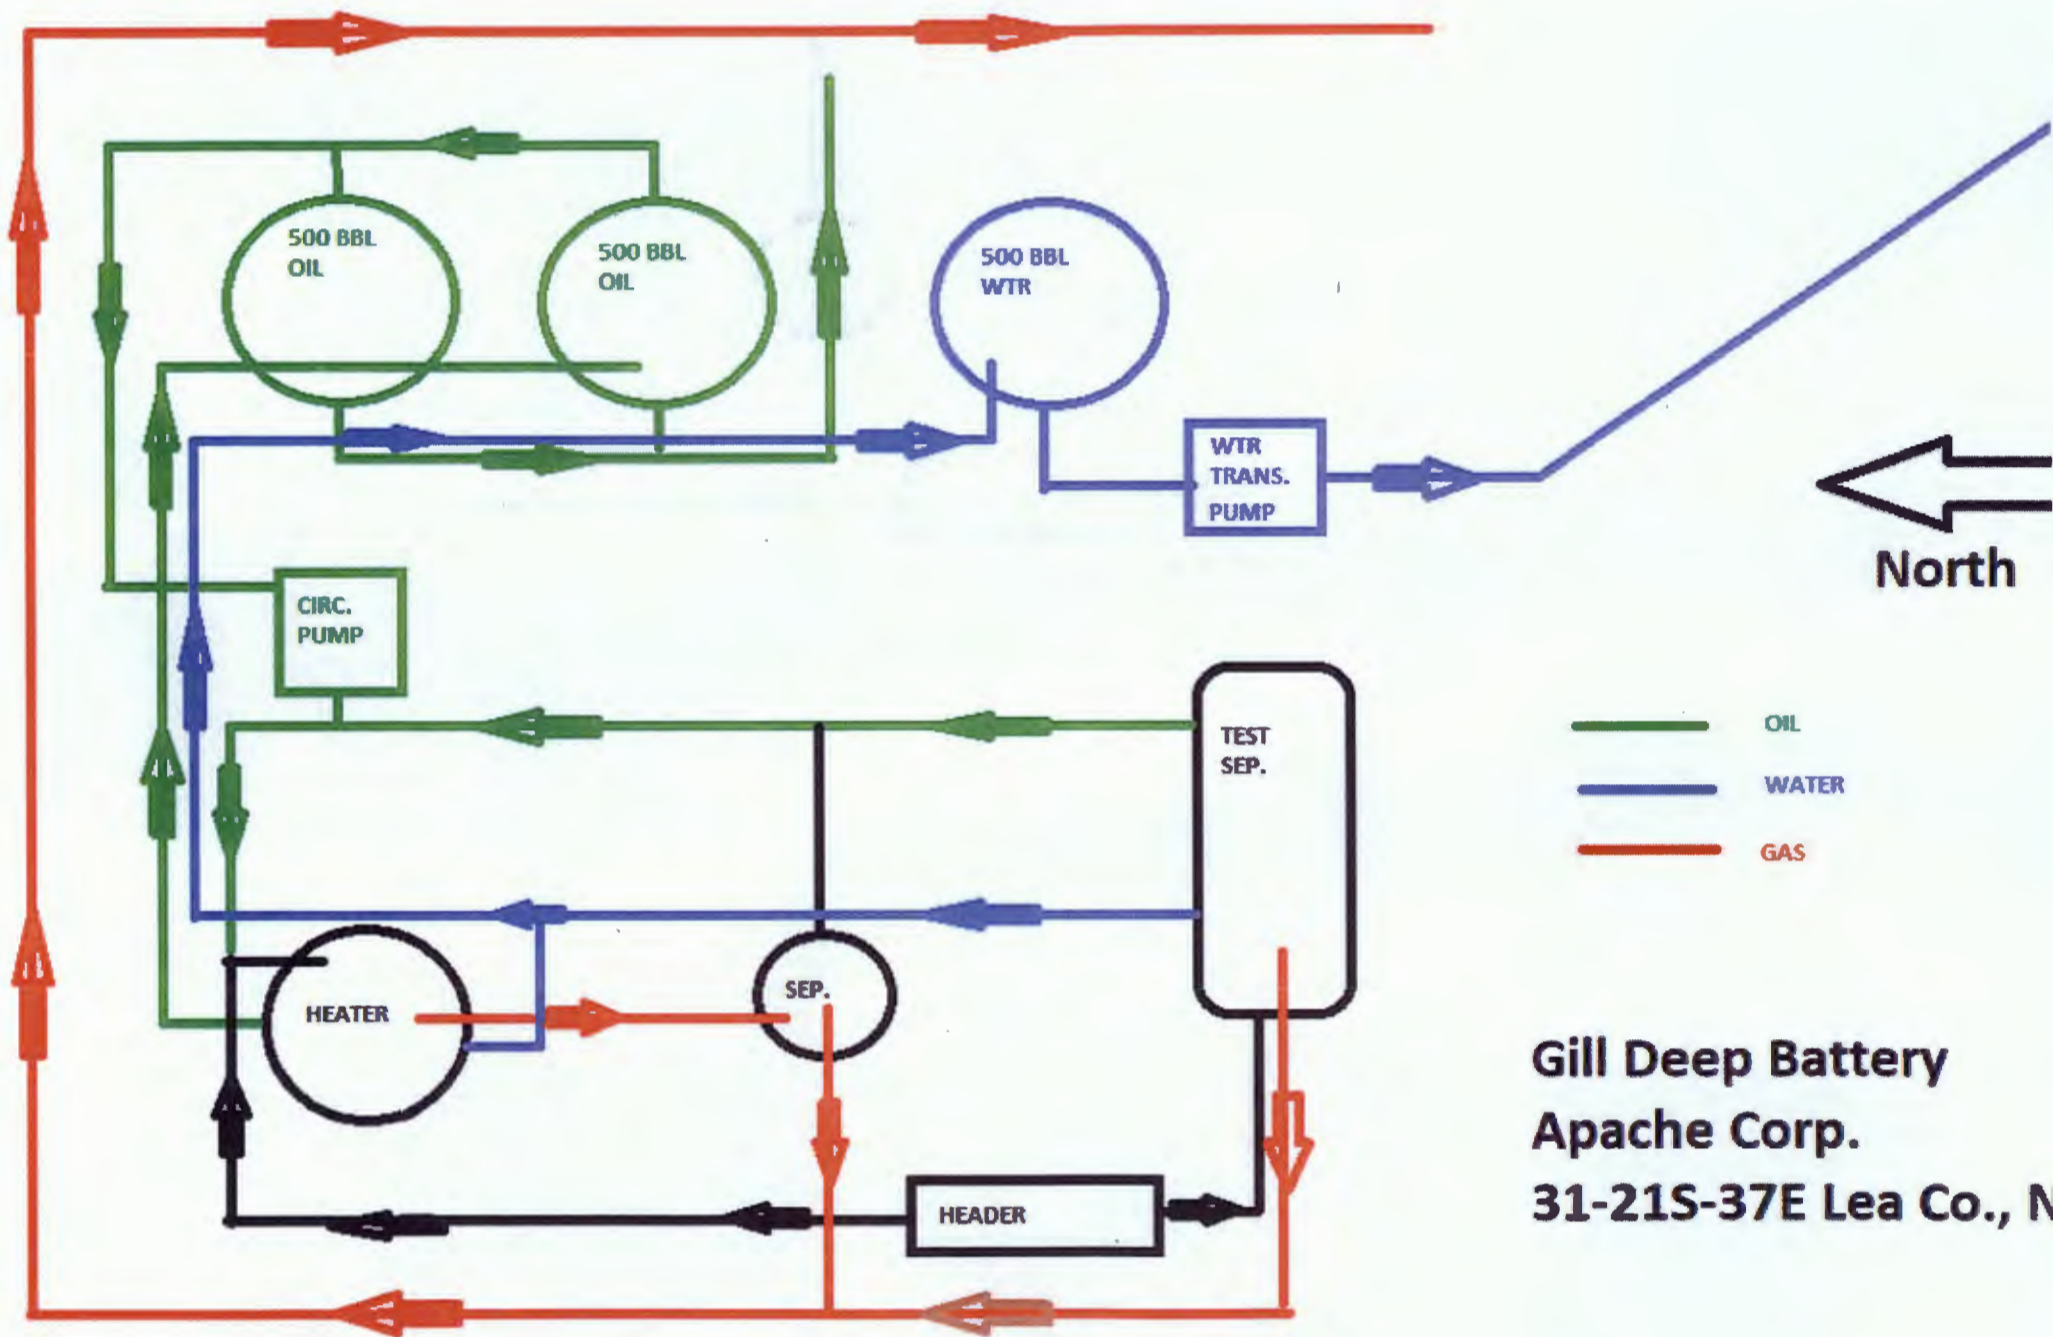 500 BBL
OIL
500 BBL
OIL
500 BBL
WTR
WTR
TRANS.
PUMP
North
CIRC.
PUMP
TEST
SEP.
OIL
WATER
GAS
HEATER
SEP.
HEADER
Gill Deep Battery
Apache Corp.
31-21S-37E Lea Co., N